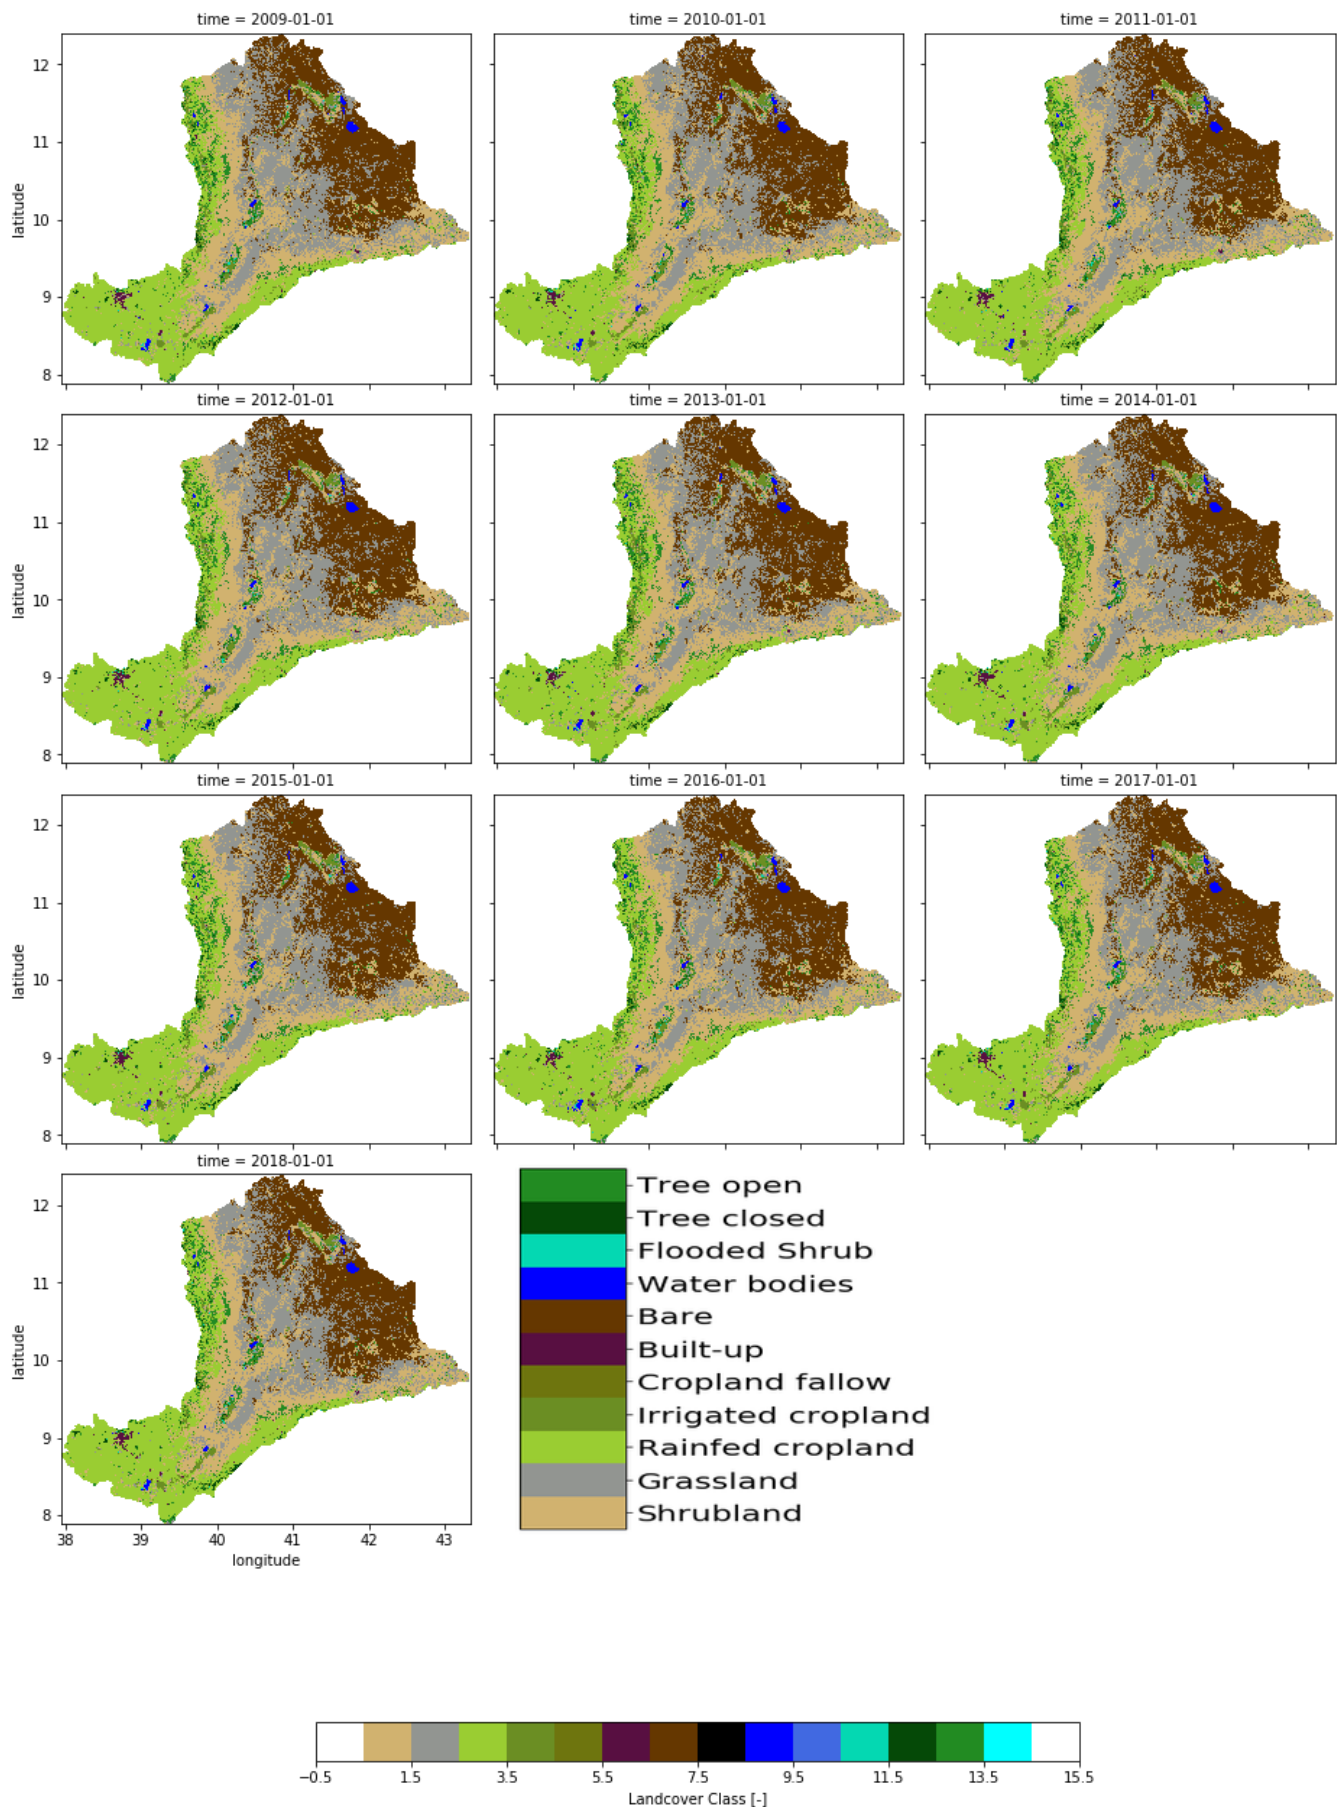 time = 2009-01-01
time = 2010-01-01
time = 2011-01-01
12
11
10
9
8
latitude
time = 2012-01-01
time = 2013-01-01
time = 2014-01-01
12
11
10
9
8
latitude
time = 2015-01-01
time = 2016-01-01
time = 2017-01-01
12
11
10
9
8
latitude
time = 2018-01-01
12
11
10
9
8
latitude
38 39 40 41 42 43
longitude
Tree open
Tree closed
Flooded Shrub
Water bodies
Bare
Built-up
Cropland fallow
Irrigated cropland
Rainfed cropland
Grassland
Shrubland
−0.5 1.5 3.5 5.5 7.5 9.5 11.5 13.5 15.5
Landcover Class [-]